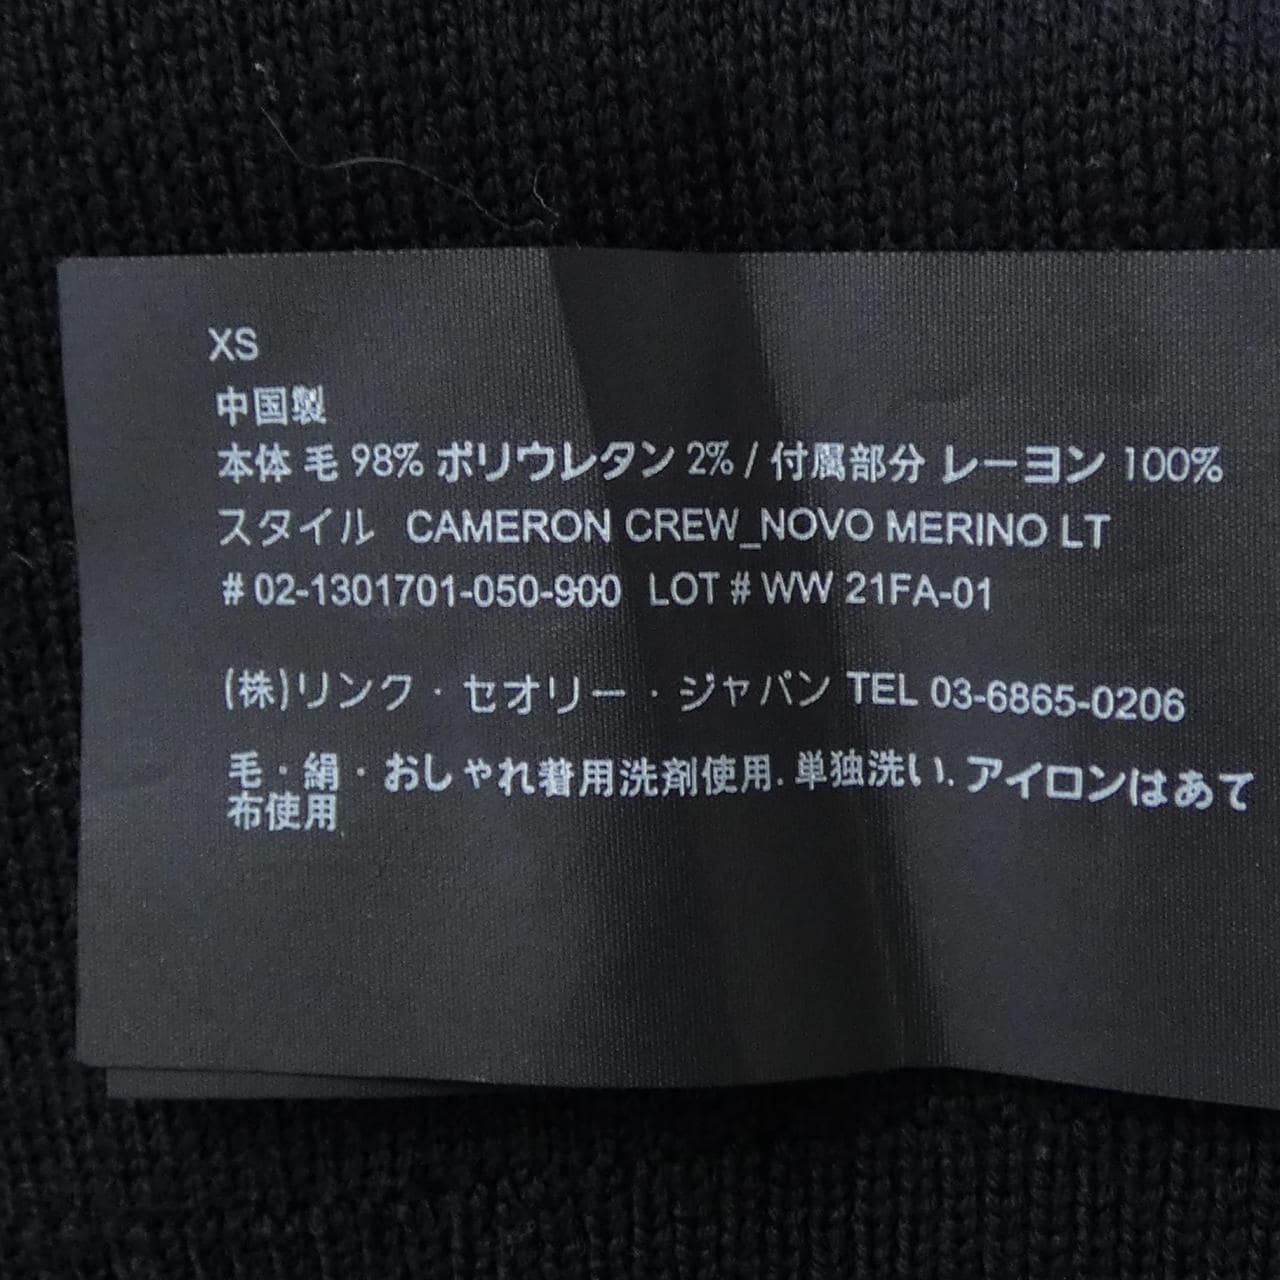 XS
中国製
本体 毛 98% ポリウレタン 2% / 付属部分 レーヨン 100%
スタイル CAMERON CREW_NOVO MERINO LT
# 02-1301701-050-900 LOT # WW 21FA-01
(株)リンク・セオリー・ジャパン TEL 03-6865-0206
毛・絹・おしゃれ着用洗剤使用. 単独洗い. アイロンはあて
布使用